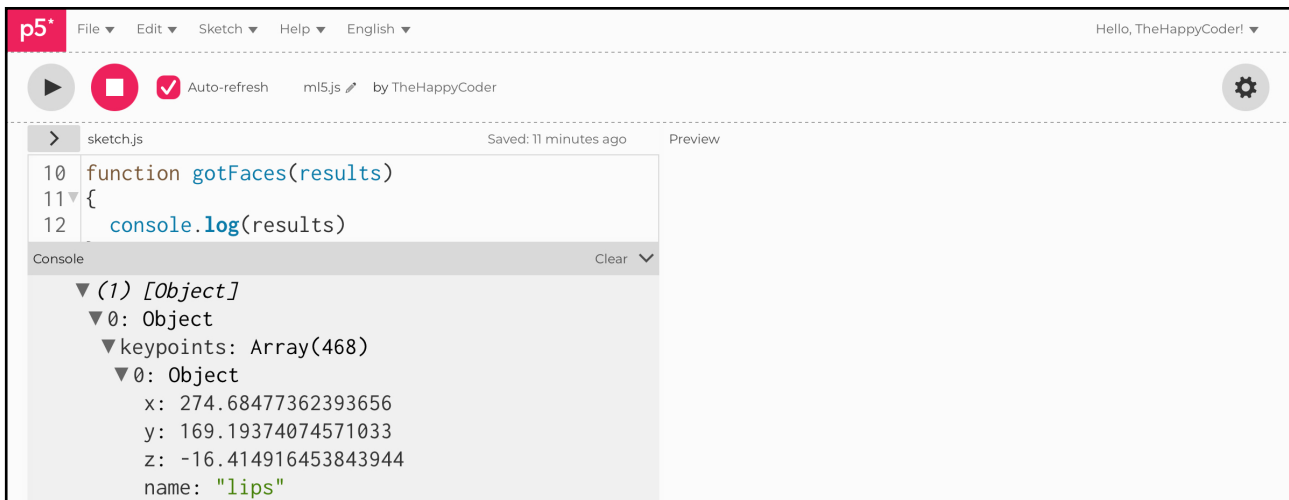 p5* File Edit Sketch Help English Hello, TheHappyCoder!
Auto-refresh ml5.js by TheHappyCoder
sketch.js Saved: 11 minutes ago Preview
10 function gotFaces(results)
11 {
12 console.log(results)
Console Clear
(1) [Object]
0: Object
keypoints: Array(468)
0: Object
x: 274.68477362393656
y: 169.19374074571033
z: -16.414916453843944
name: "lips"